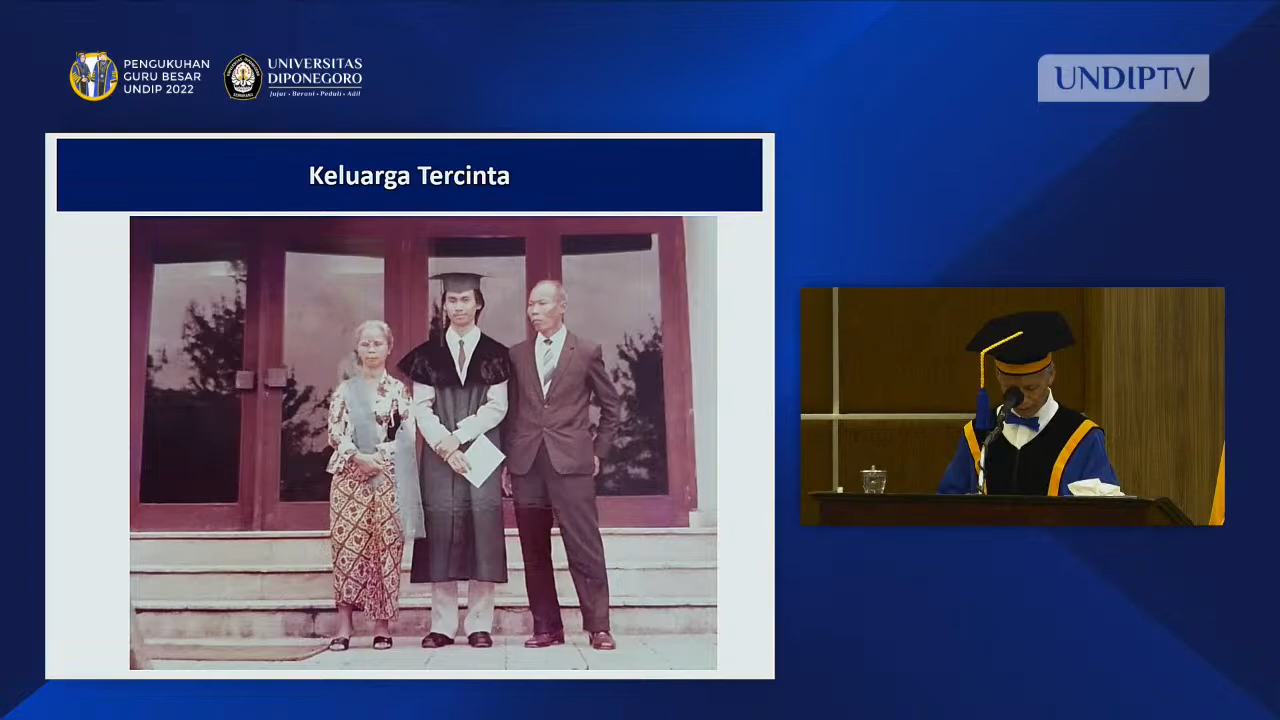 PENGUKUHAN
GURU BESAR
UNDIP 2022
UNIVERSITAS
DIPONEGORO
Jujur • Berani • Peduli • Adil
UNDIPTV
Keluarga Tercinta